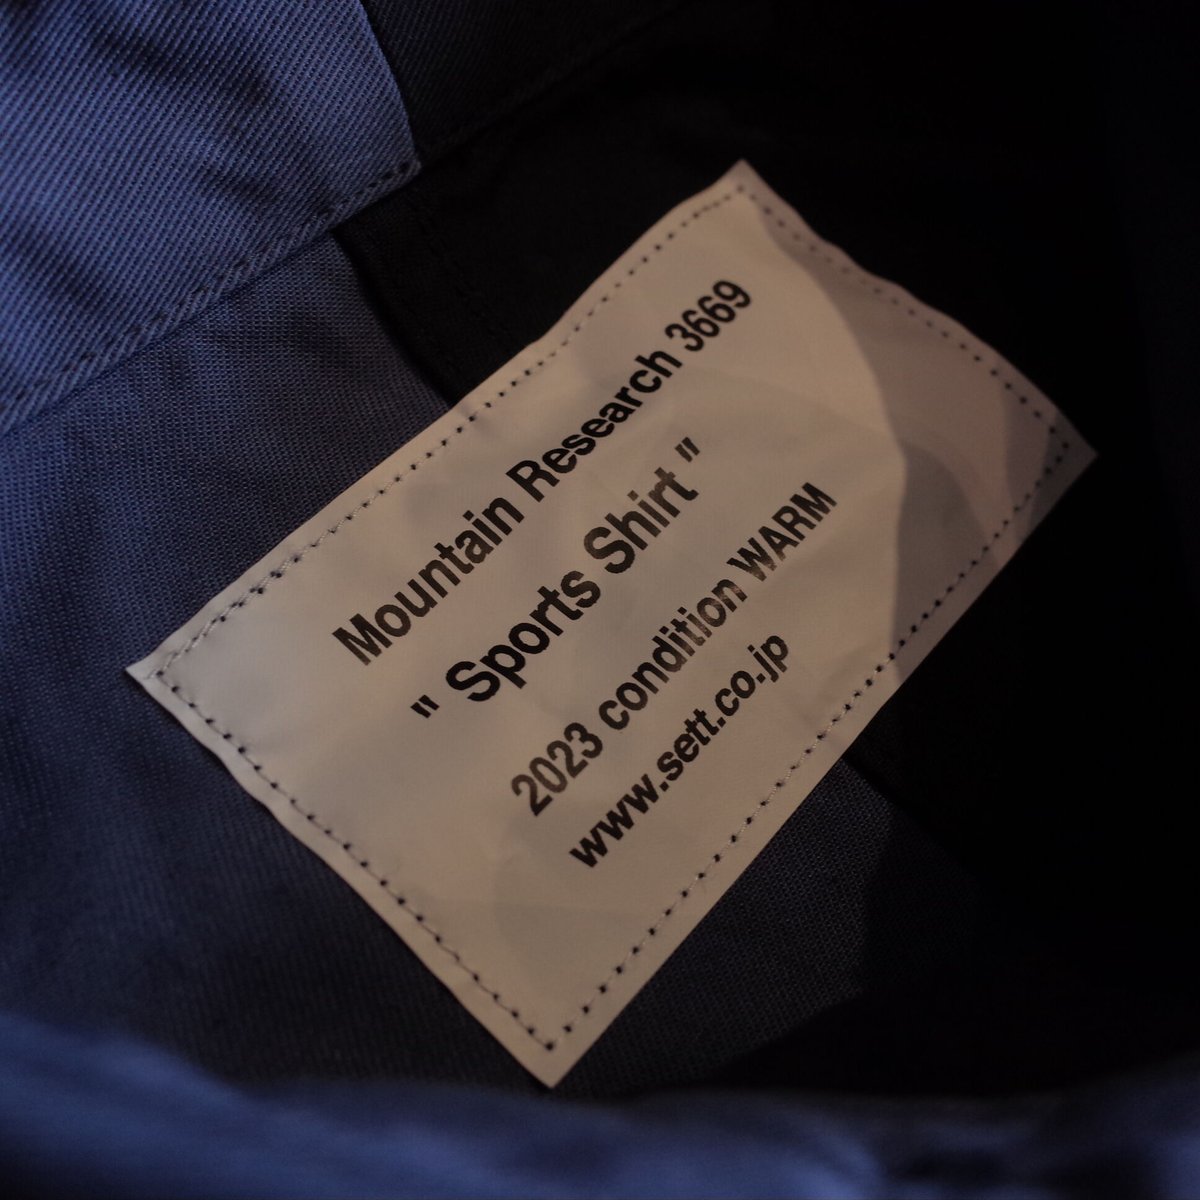 Mountain Research 3669
" Sports Shirt "
2023 condition WARM
www.sett.co.jp